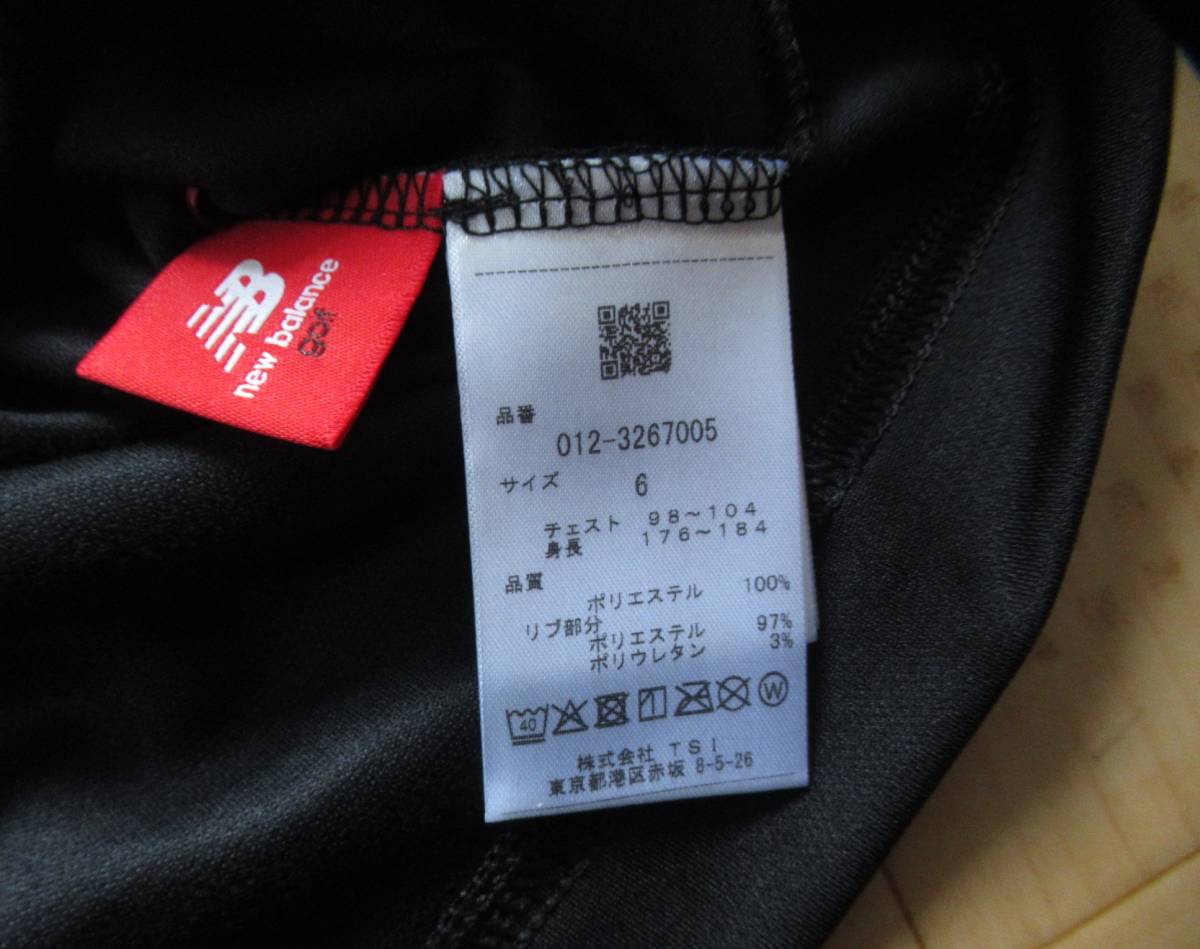 NB
new balance
golf
品番
012-3267005
サイズ 6
チェスト 98～104
身長 176～184
品質
ポリエステル 100%
リブ部分
ポリエステル 97%
ポリウレタン 3%
40 W
株式会社 TSI
東京都港区赤坂 8-5-26